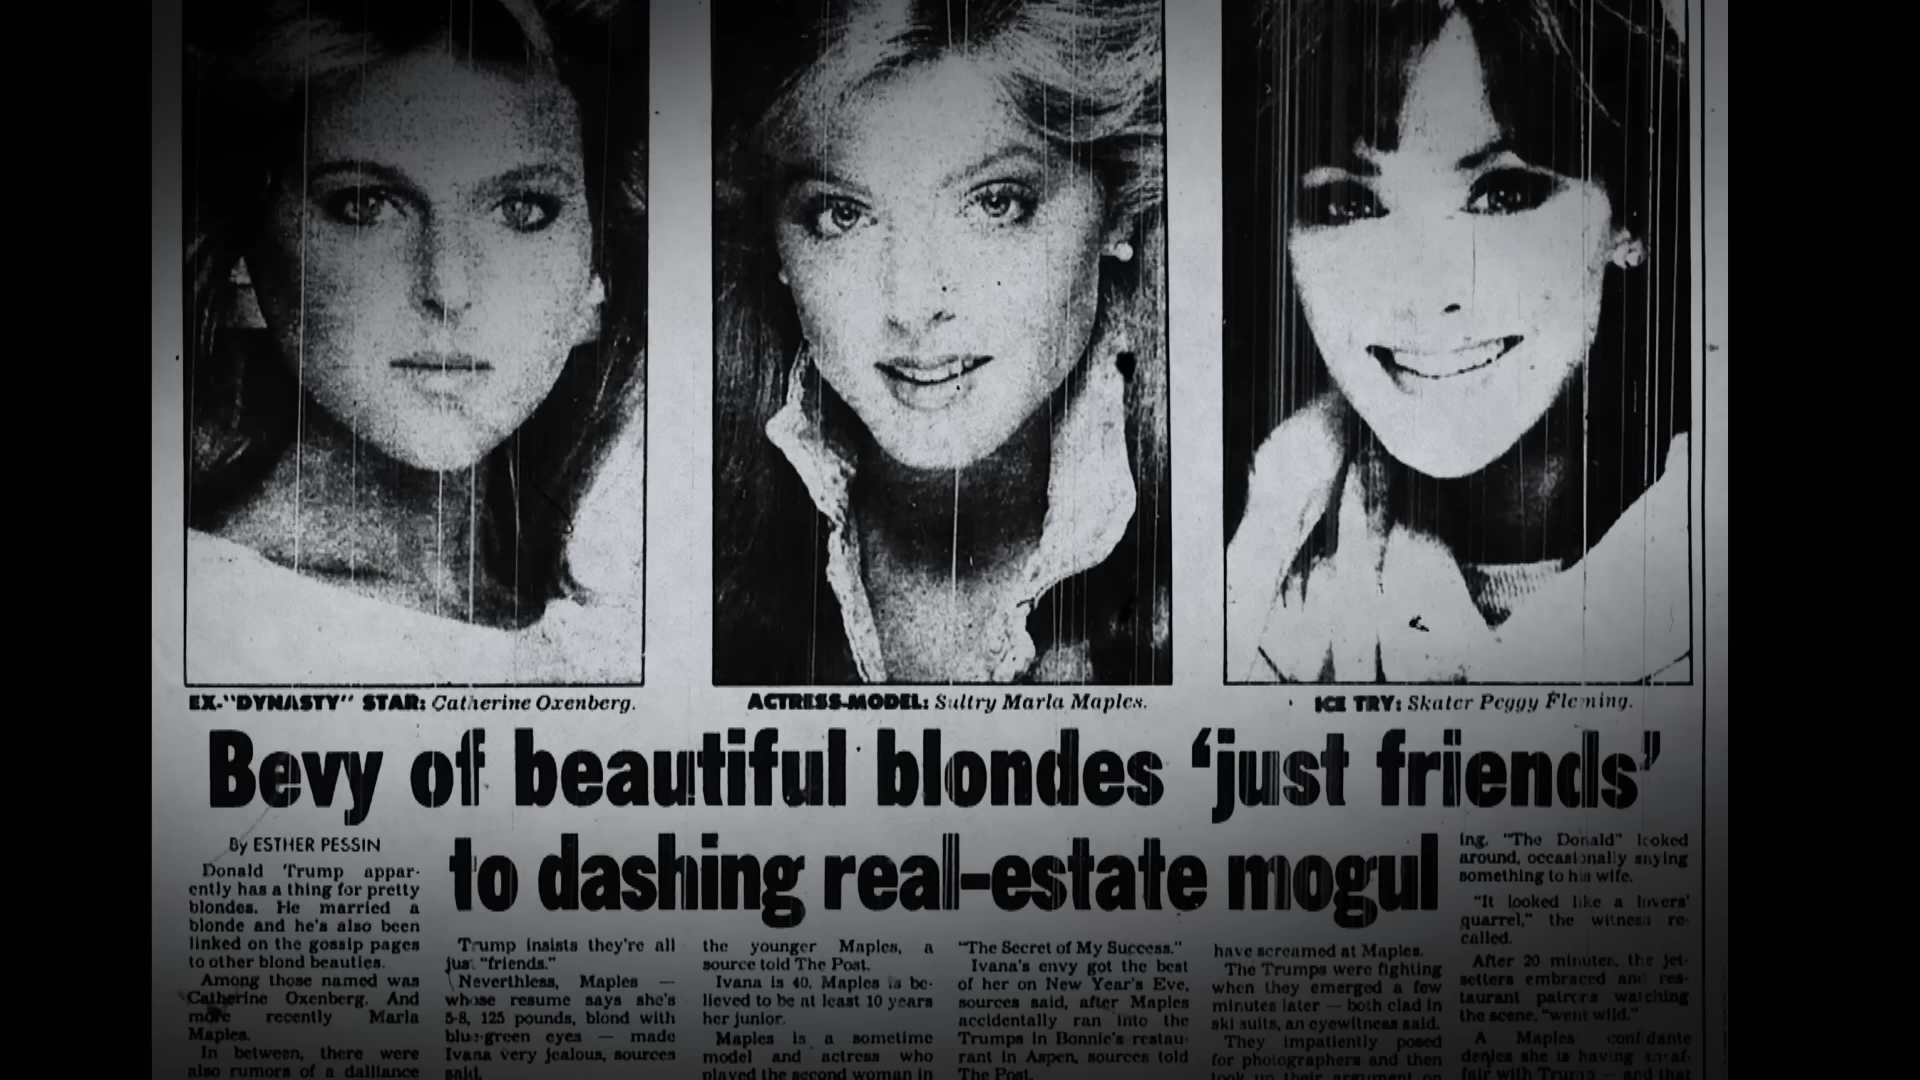 EX-"DYNASTY" STAR: Catherine Oxenberg.
ACTRESS-MODEL: Sultry Marla Maples.
ICE TRY: Skater Peggy Fleming.
Bevy of beautiful blondes 'just friends'
to dashing real-estate mogul
By ESTHER PESSIN
Donald Trump appar-
ently has a thing for pretty
blondes. He married a
blonde and he's also been
linked on the gossip pages
to other blond beauties.
Among those named was
Catherine Oxenberg. And
more recently Marla
Maples.
In between, there were
also rumors of a dalliance
Trump insists they're all
just "friends."
Nevertheless, Maples —
whose resume says she's
5-8, 125 pounds, blond with
blue-green eyes — made
Ivana very jealous, sources
said.
the younger Maples, a
source told The Post.
Ivana is 40. Maples is be-
lieved to be at least 10 years
her junior.
Maples is a sometime
model and actress who
played the second woman in
"The Secret of My Success."
Ivana's envy got the best
of her on New Year's Eve,
sources said, after Maples
accidentally ran into the
Trumps in Bonnie's restau-
rant in Aspen, sources told
The Post.
have screamed at Maples.
The Trumps were fighting
when they emerged a few
minutes later — both clad in
ski suits, an eyewitness said.
They impatiently posed
for photographers and then
took up their argument on
ing. "The Donald" looked
around, occasionally saying
something to his wife.
"It looked like a lovers'
quarrel," the witness re-
called.
After 20 minutes, the jet-
setters embraced and res-
taurant patrons watching
the scene, "went wild."
A Maples confidante
denies she is having an af-
fair with Trump — and that